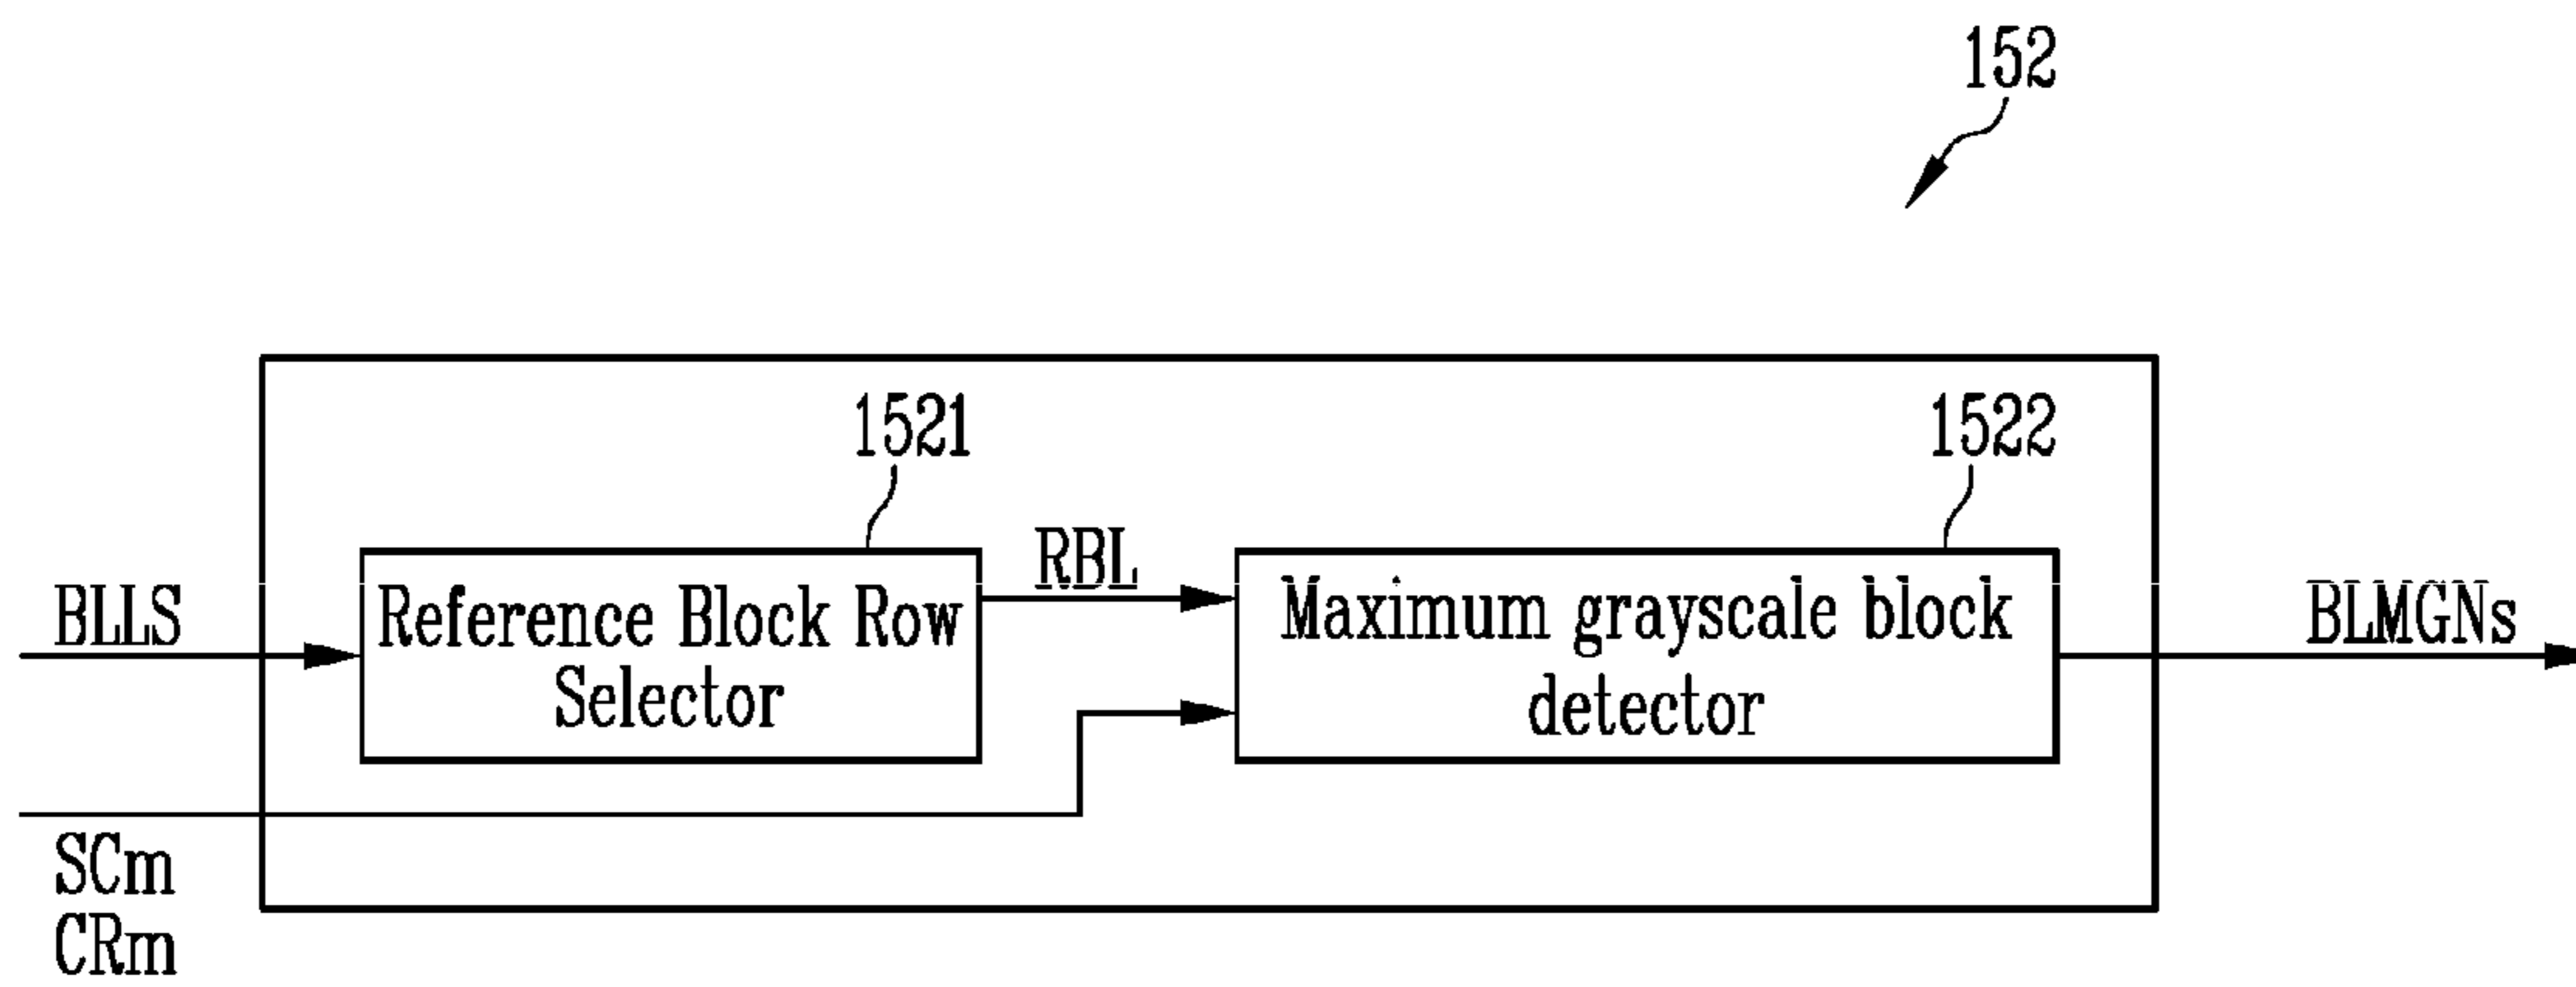 152
1521
1522
BLLS
Reference Block Row
Selector
RBL
Maximum grayscale block
detector
BLMGNs
SCm
CRm